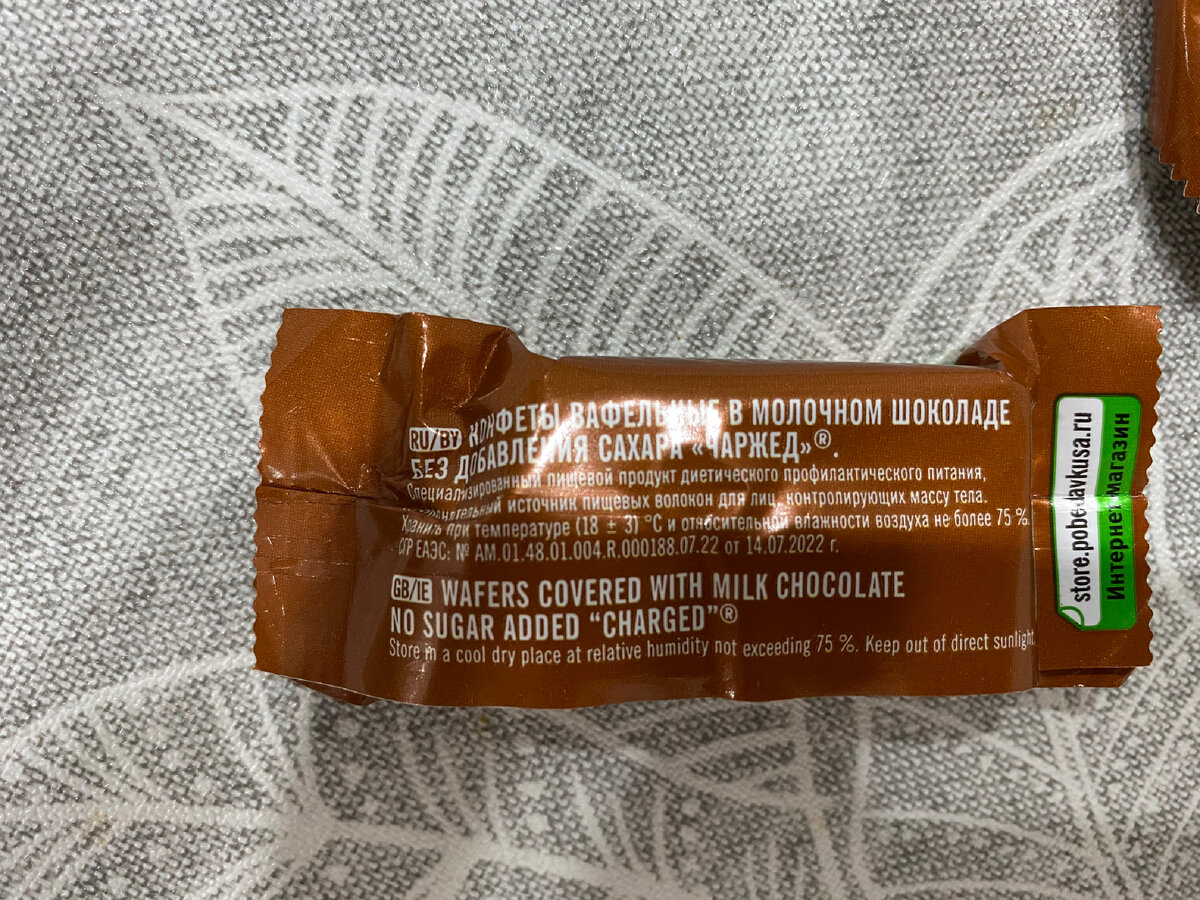 RU/BY КОНФЕТЫ ВАФЕЛЬНЫЕ В МОЛОЧНОМ ШОКОЛАДЕ
БЕЗ ДОБАВЛЕНИЯ САХАРА «ЧАРЖЕД»®.
Специализированный пищевой продукт диетического профилактического питания,
источник пищевых волокон для лиц, контролирующих массу тела.
Хранить при температуре (18 ± 3) °C и относительной влажности воздуха не более 75 %.
СГР ЕАЭС: № AM.01.48.01.004.R.000188.07.22 от 14.07.2022 г.
GB/IE WAFERS COVERED WITH MILK CHOCOLATE
NO SUGAR ADDED “CHARGED”®
Store in a cool dry place at relative humidity not exceeding 75 %. Keep out of direct sunlight
store.pobedavkusa.ru
Интернет-магазин